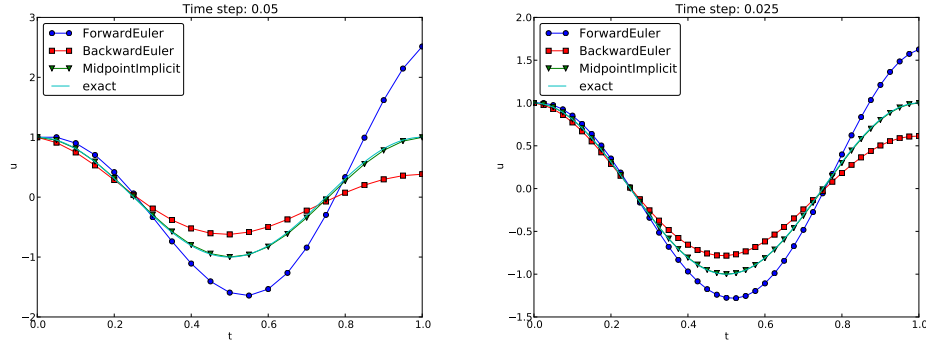 Time step: 0.05
3
2
1
0
−1
−2
u
ForwardEuler
BackwardEuler
MidpointImplicit
exact
0.0 0.2 0.4 0.6 0.8 1.0
t
Time step: 0.025
2.0
1.5
1.0
0.5
0.0
−0.5
−1.0
−1.5
u
ForwardEuler
BackwardEuler
MidpointImplicit
exact
0.0 0.2 0.4 0.6 0.8 1.0
t